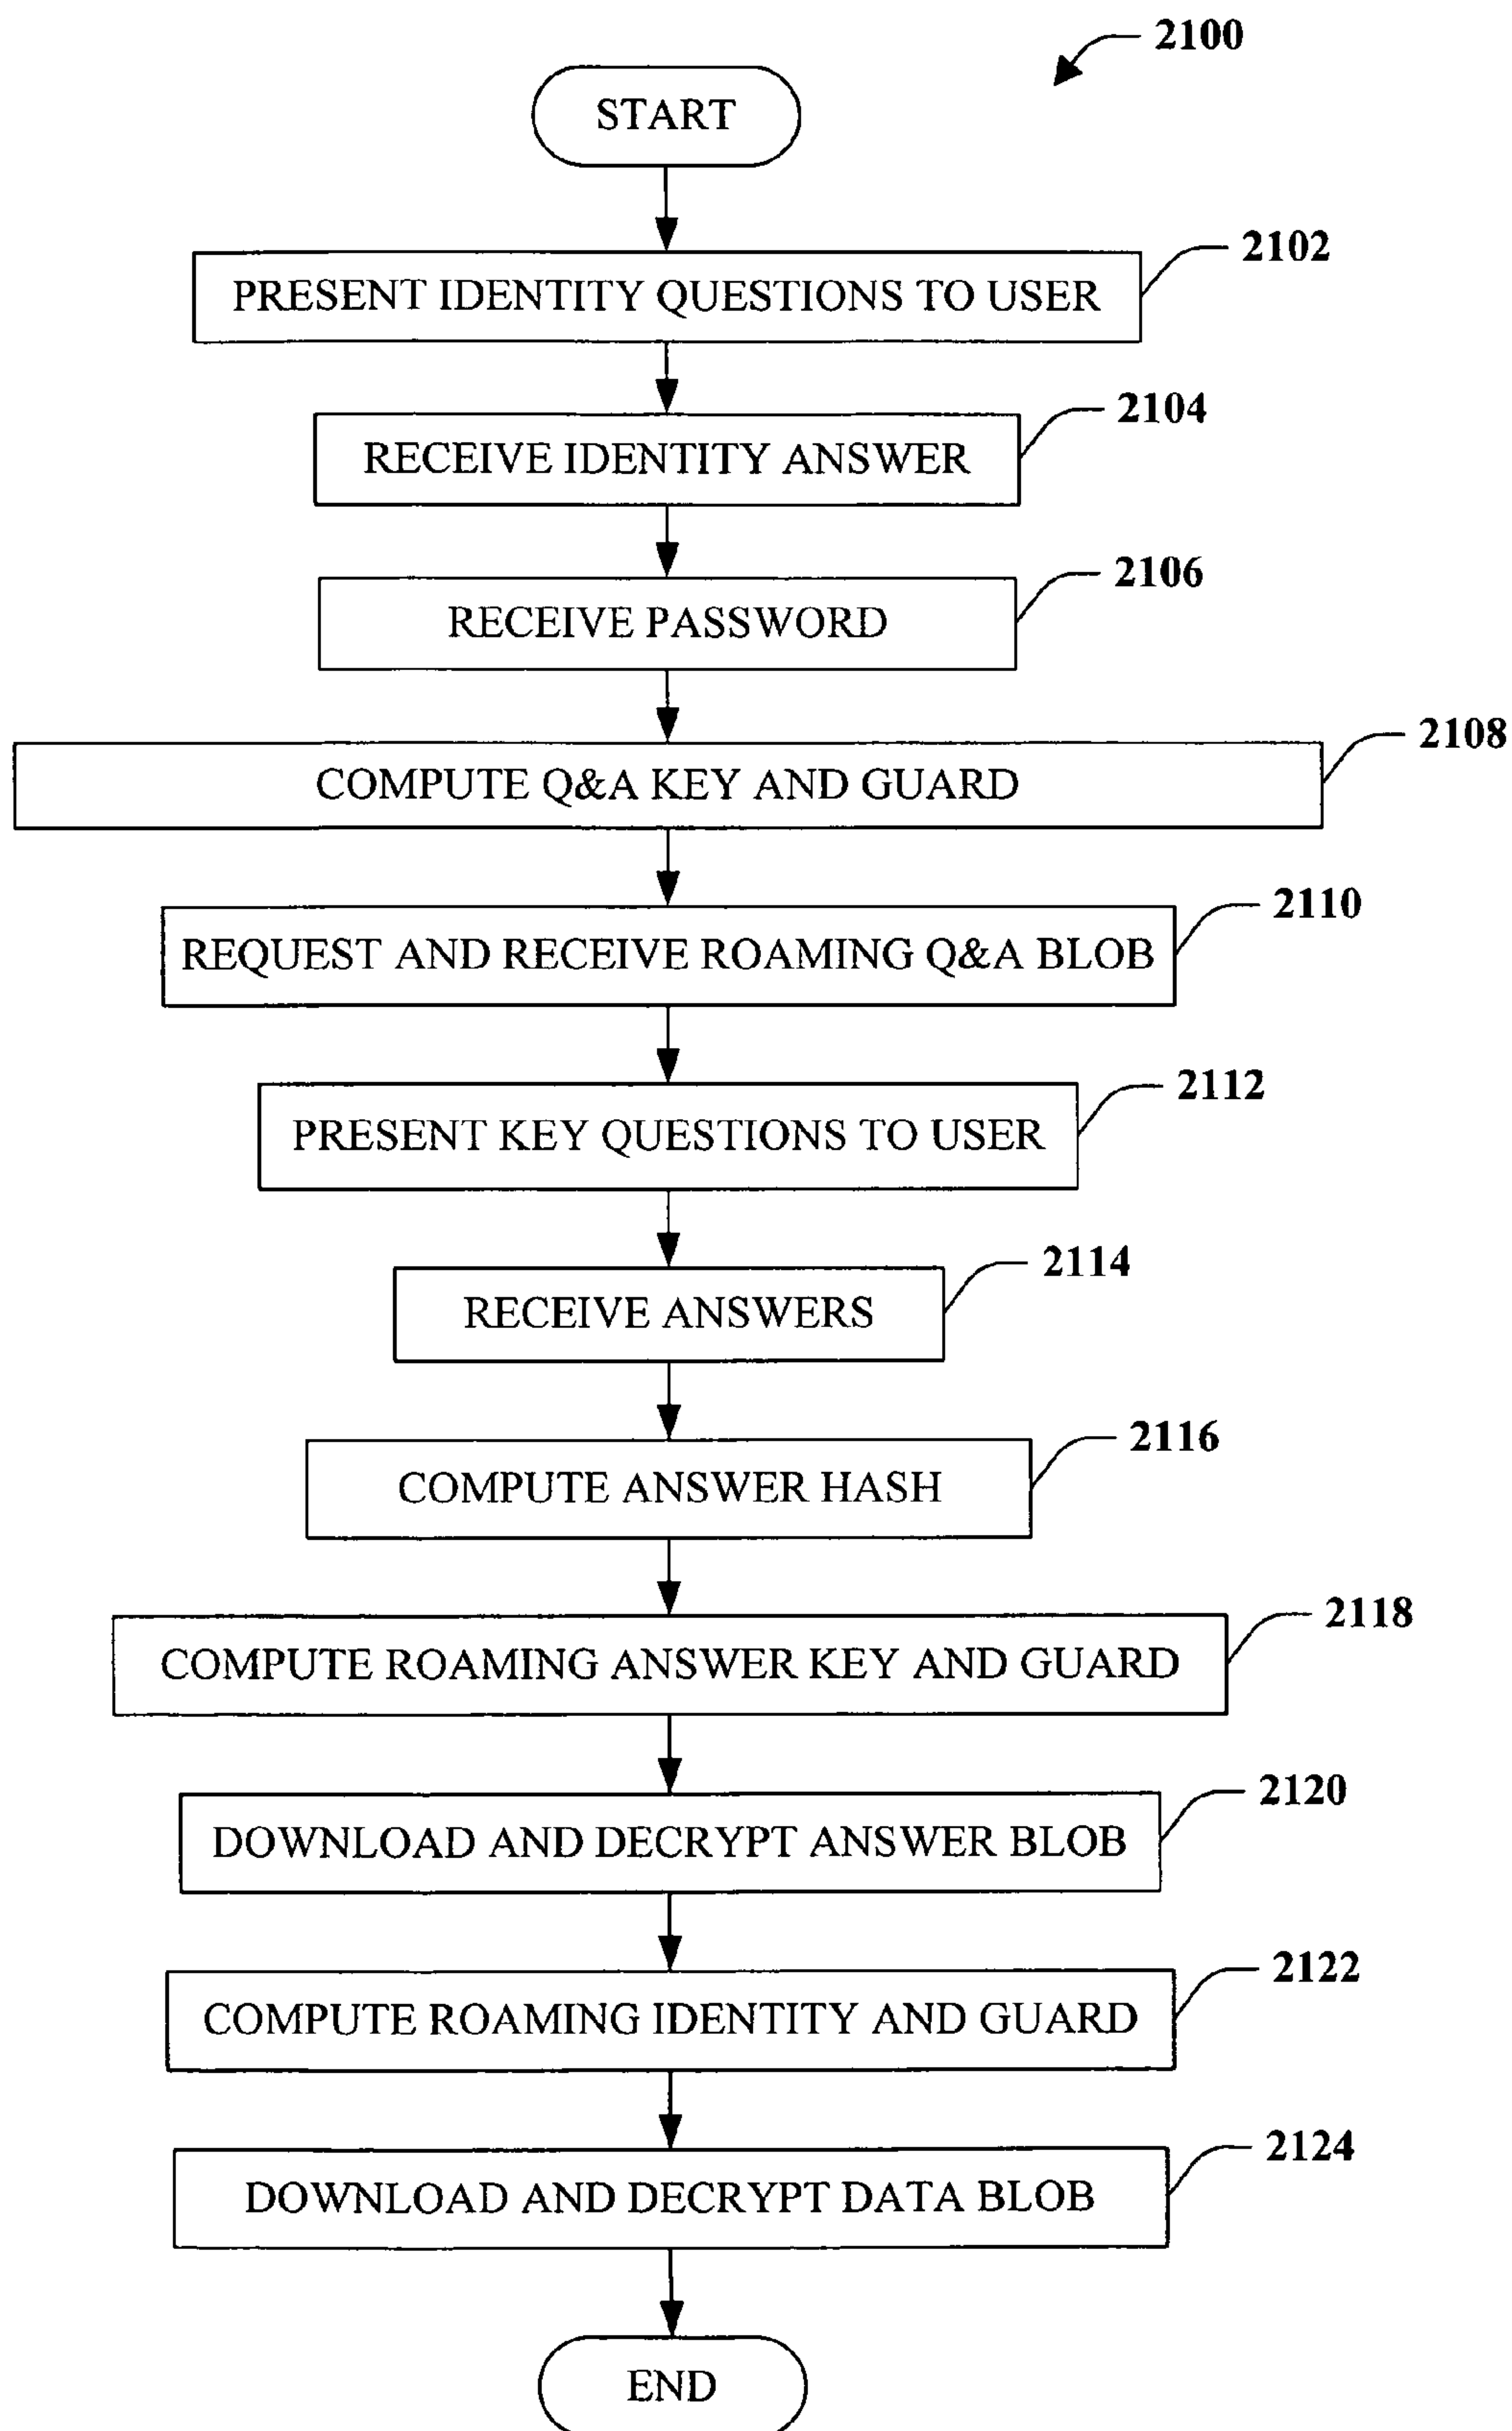 2100
START
2102
PRESENT IDENTITY QUESTIONS TO USER
2104
RECEIVE IDENTITY ANSWER
2106
RECEIVE PASSWORD
2108
COMPUTE Q&A KEY AND GUARD
2110
REQUEST AND RECEIVE ROAMING Q&A BLOB
2112
PRESENT KEY QUESTIONS TO USER
2114
RECEIVE ANSWERS
2116
COMPUTE ANSWER HASH
2118
COMPUTE ROAMING ANSWER KEY AND GUARD
2120
DOWNLOAD AND DECRYPT ANSWER BLOB
2122
COMPUTE ROAMING IDENTITY AND GUARD
2124
DOWNLOAD AND DECRYPT DATA BLOB
END